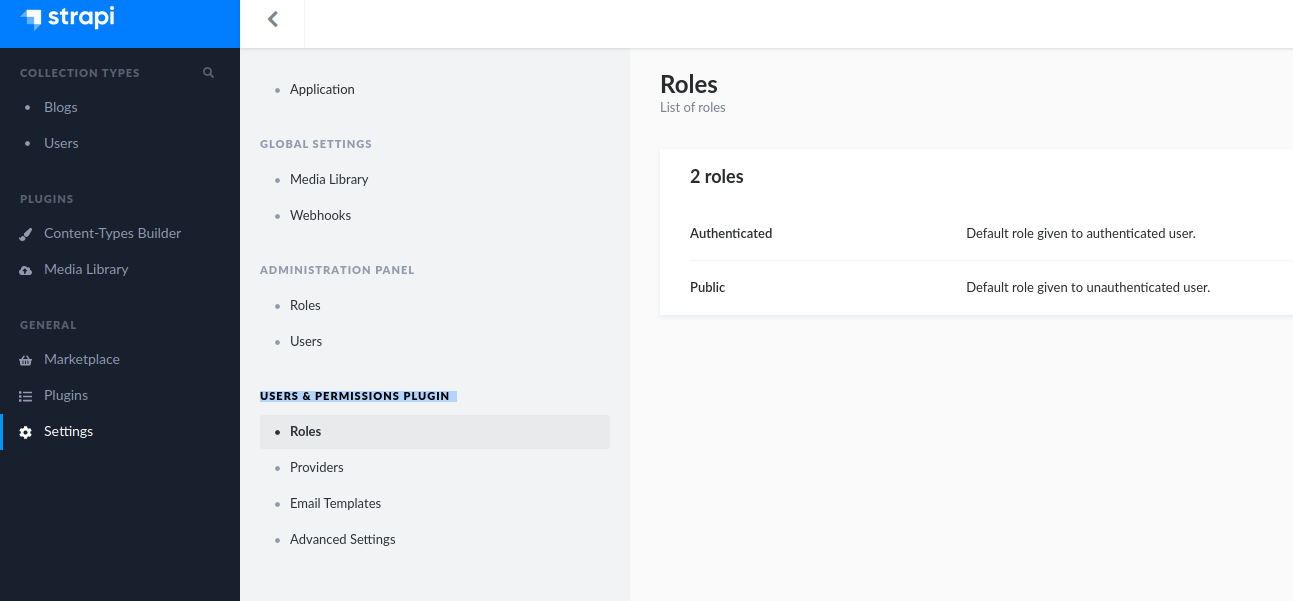 strapi
COLLECTION TYPES
Blogs
Users
PLUGINS
Content-Types Builder
Media Library
GENERAL
Marketplace
Plugins
Settings
Application
GLOBAL SETTINGS
Media Library
Webhooks
ADMINISTRATION PANEL
Roles
Users
USERS & PERMISSIONS PLUGIN
Roles
Providers
Email Templates
Advanced Settings
Roles
List of roles
2 roles
Authenticated Default role given to authenticated user.
Public Default role given to unauthenticated user.